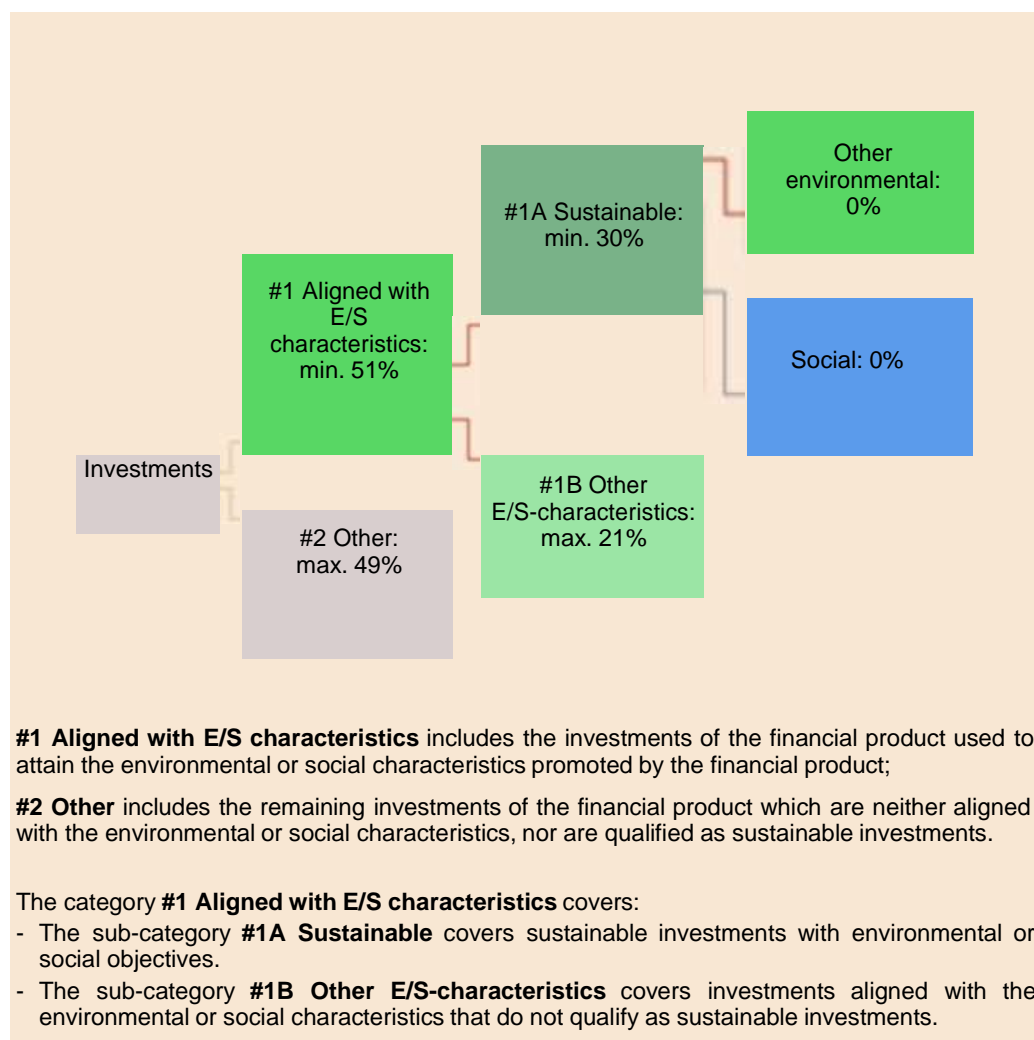 Other
environmental:
0%
#1A Sustainable:
min. 30%
#1 Aligned with
E/S
characteristics:
min. 51%
Social: 0%
Investments
#1B Other
E/S-characteristics:
max. 21%
#2 Other:
max. 49%
#1 Aligned with E/S characteristics includes the investments of the financial product used to
attain the environmental or social characteristics promoted by the financial product;
#2 Other includes the remaining investments of the financial product which are neither aligned
with the environmental or social characteristics, nor are qualified as sustainable investments.
The category #1 Aligned with E/S characteristics covers:
- The sub-category #1A Sustainable covers sustainable investments with environmental or
social objectives.
- The sub-category #1B Other E/S-characteristics covers investments aligned with the
environmental or social characteristics that do not qualify as sustainable investments.